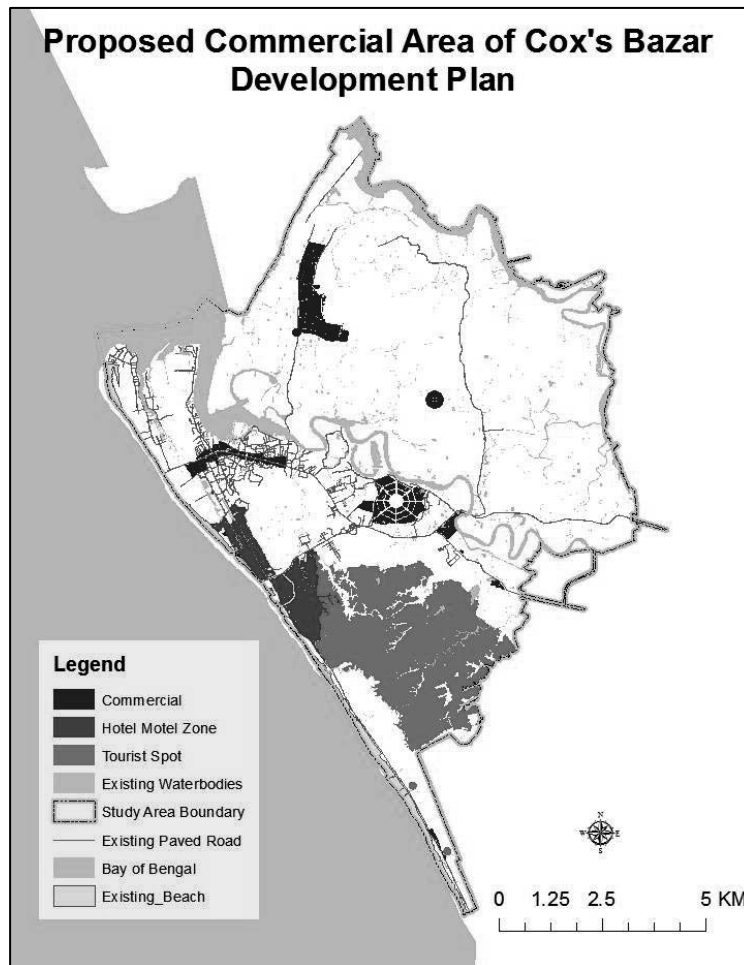 Proposed Commercial Area of Cox's Bazar
Development Plan
Legend
Commercial
Hotel Motel Zone
Tourist Spot
Existing Waterbodies
Study Area Boundary
Existing Paved Road
Bay of Bengal
Existing_Beach
N
W E
S
0 1.25 2.5 5 KM